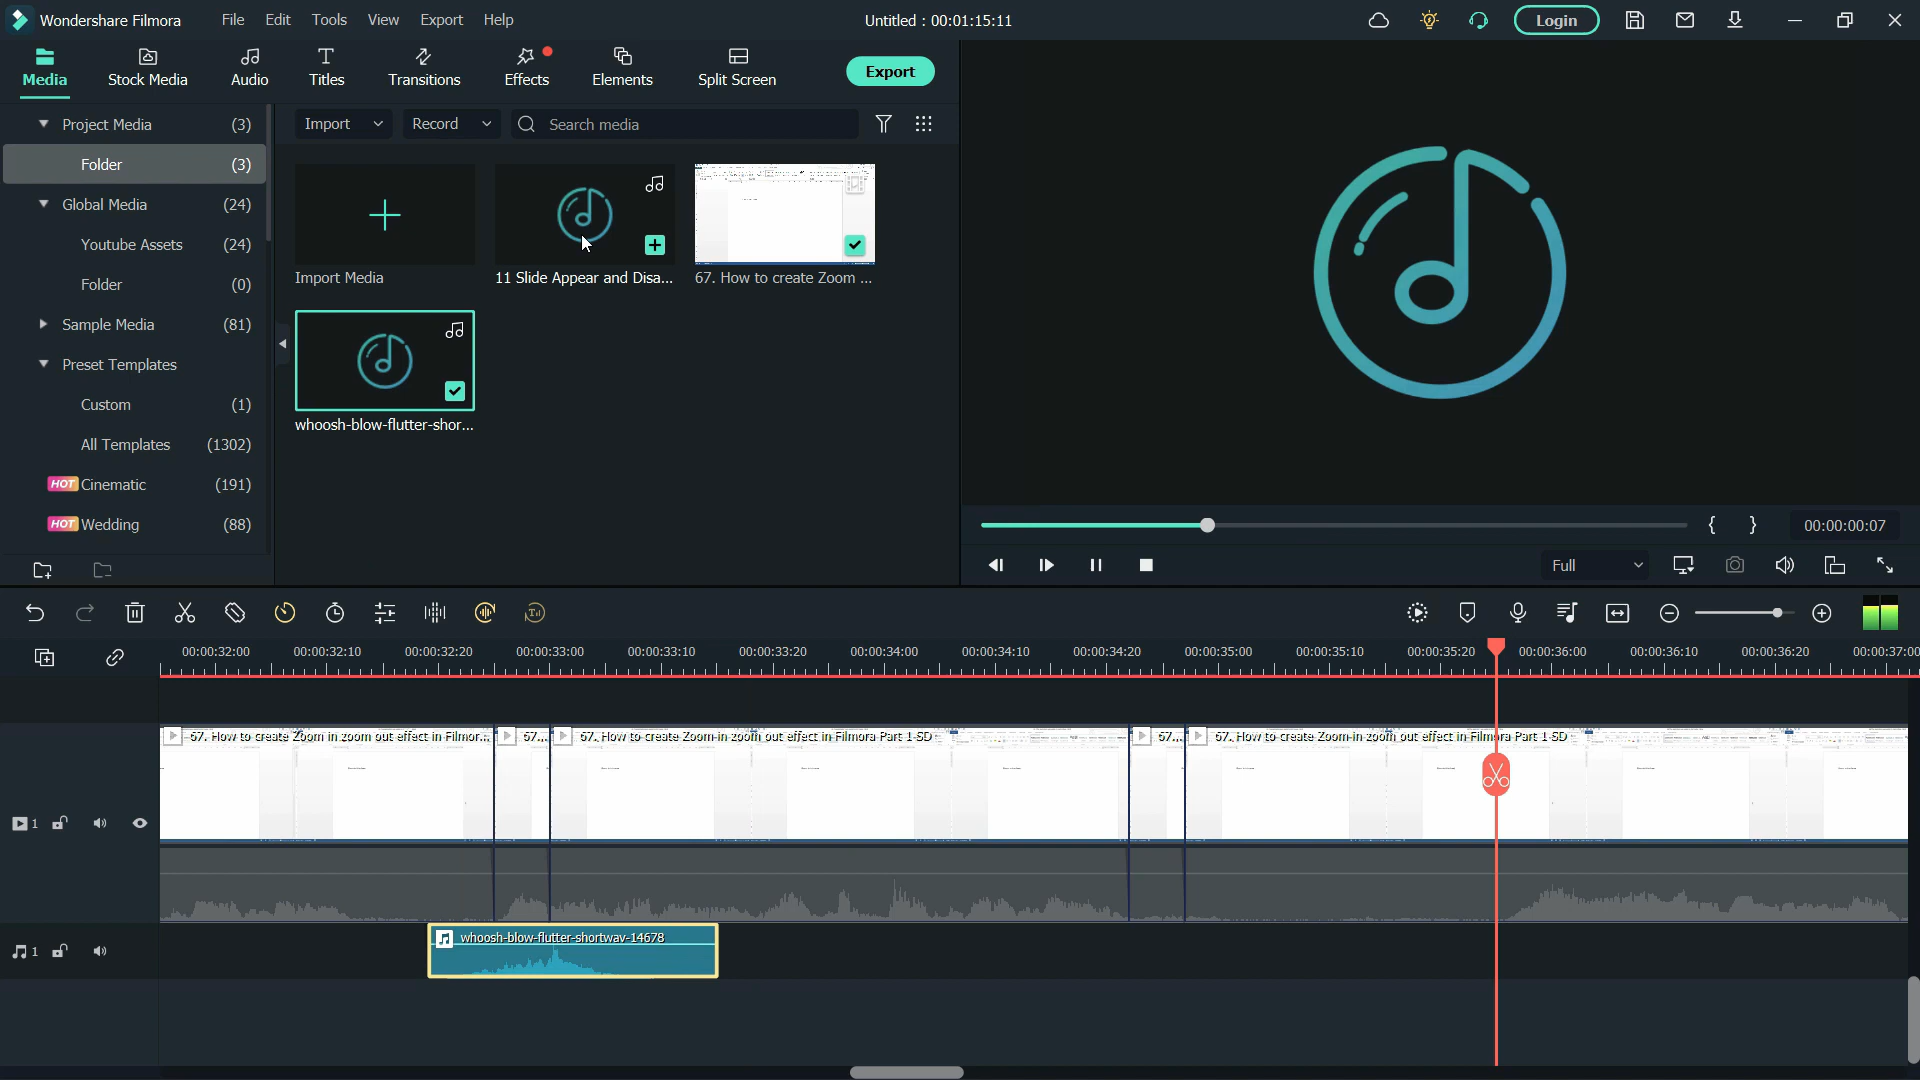 Wondershare Filmora File Edit Tools View Export Help Untitled : 00:01:15:11 Login
Media Stock Media Audio Titles Transitions Effects Elements Split Screen Export
Project Media (3)
Folder (3)
Global Media (24)
Youtube Assets (24)
Folder (0)
Sample Media (81)
Preset Templates
Custom (1)
All Templates (1302)
HOT Cinematic (191)
HOT Wedding (88)
Import Record Search media
Import Media
11 Slide Appear and Disa...
67. How to create Zoom ...
whoosh-blow-flutter-shor...
{ } 00:00:00:07
Full
00:00:32:00 00:00:32:10 00:00:32:20 00:00:33:00 00:00:33:10 00:00:33:20 00:00:34:00 00:00:34:10 00:00:34:20 00:00:35:00 00:00:35:10 00:00:35:20 00:00:36:00 00:00:36:10 00:00:36:20 00:00:37:00
67. How to create Zoom in zoom out effect in Filmor... 67... 67. How to create Zoom-in zoom out effect in Filmora Part 1-SD 67... 67. How to create Zoom-in zoom out effect in Filmora Part 1-SD
1
1
whoosh-blow-flutter-shortwav-14678